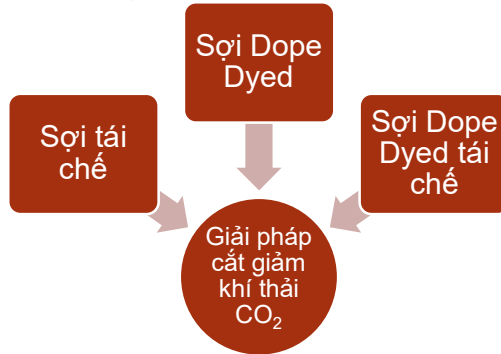 Sợi Dope
Dyed
Sợi tái
chế
Sợi Dope
Dyed tái
chế
Giải pháp
cắt giảm
khí thải
CO₂